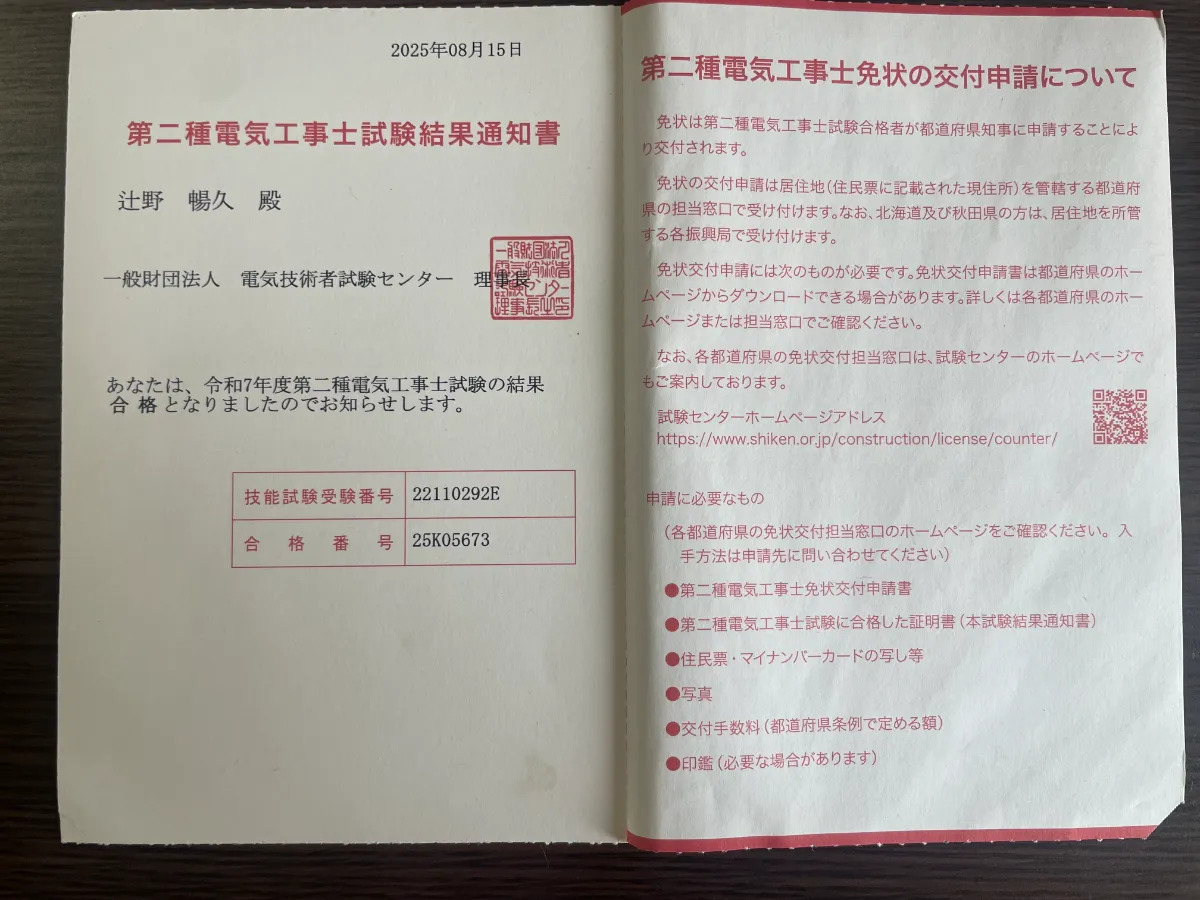 2025年08月15日
第二種電気工事士試験結果通知書
辻野 暢久 殿
一般財団法人 電気技術者試験センター 理事長
あなたは、令和7年度第二種電気工事士試験の結果
合 格 となりましたのでお知らせします。
技能試験受験番号 22110292E
合 格 番 号 25K05673
第二種電気工事士免状の交付申請について
免状は第二種電気工事士試験合格者が都道府県知事に申請することによ
り交付されます。
免状の交付申請は居住地(住民票に記載された現住所)を管轄する都道府
県の担当窓口で受け付けます。なお、北海道及び秋田県の方は、居住地を所管
する各振興局で受け付けます。
免状交付申請には次のものが必要です。免状交付申請書は都道府県のホー
ムページからダウンロードできる場合があります。詳しくは各都道府県のホー
ムページまたは担当窓口でご確認ください。
なお、各都道府県の免状交付担当窓口は、試験センターのホームページで
もご案内しております。
試験センターホームページアドレス
https://www.shiken.or.jp/construction/license/counter/
申請に必要なもの
(各都道府県の免状交付担当窓口のホームページをご確認ください。入
手方法は申請先に問い合わせてください)
●第二種電気工事士免状交付申請書
●第二種電気工事士試験に合格した証明書(本試験結果通知書)
●住民票・マイナンバーカードの写し等
●写真
●交付手数料(都道府県条例で定める額)
●印鑑(必要な場合があります)